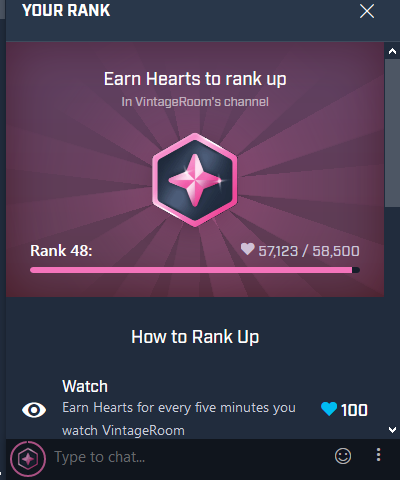 YOUR RANK
Earn Hearts to rank up
In VintageRoom's channel
Rank 48: 57,123 / 58,500
How to Rank Up
Watch
Earn Hearts for every five minutes you
watch VintageRoom
100
Type to chat...